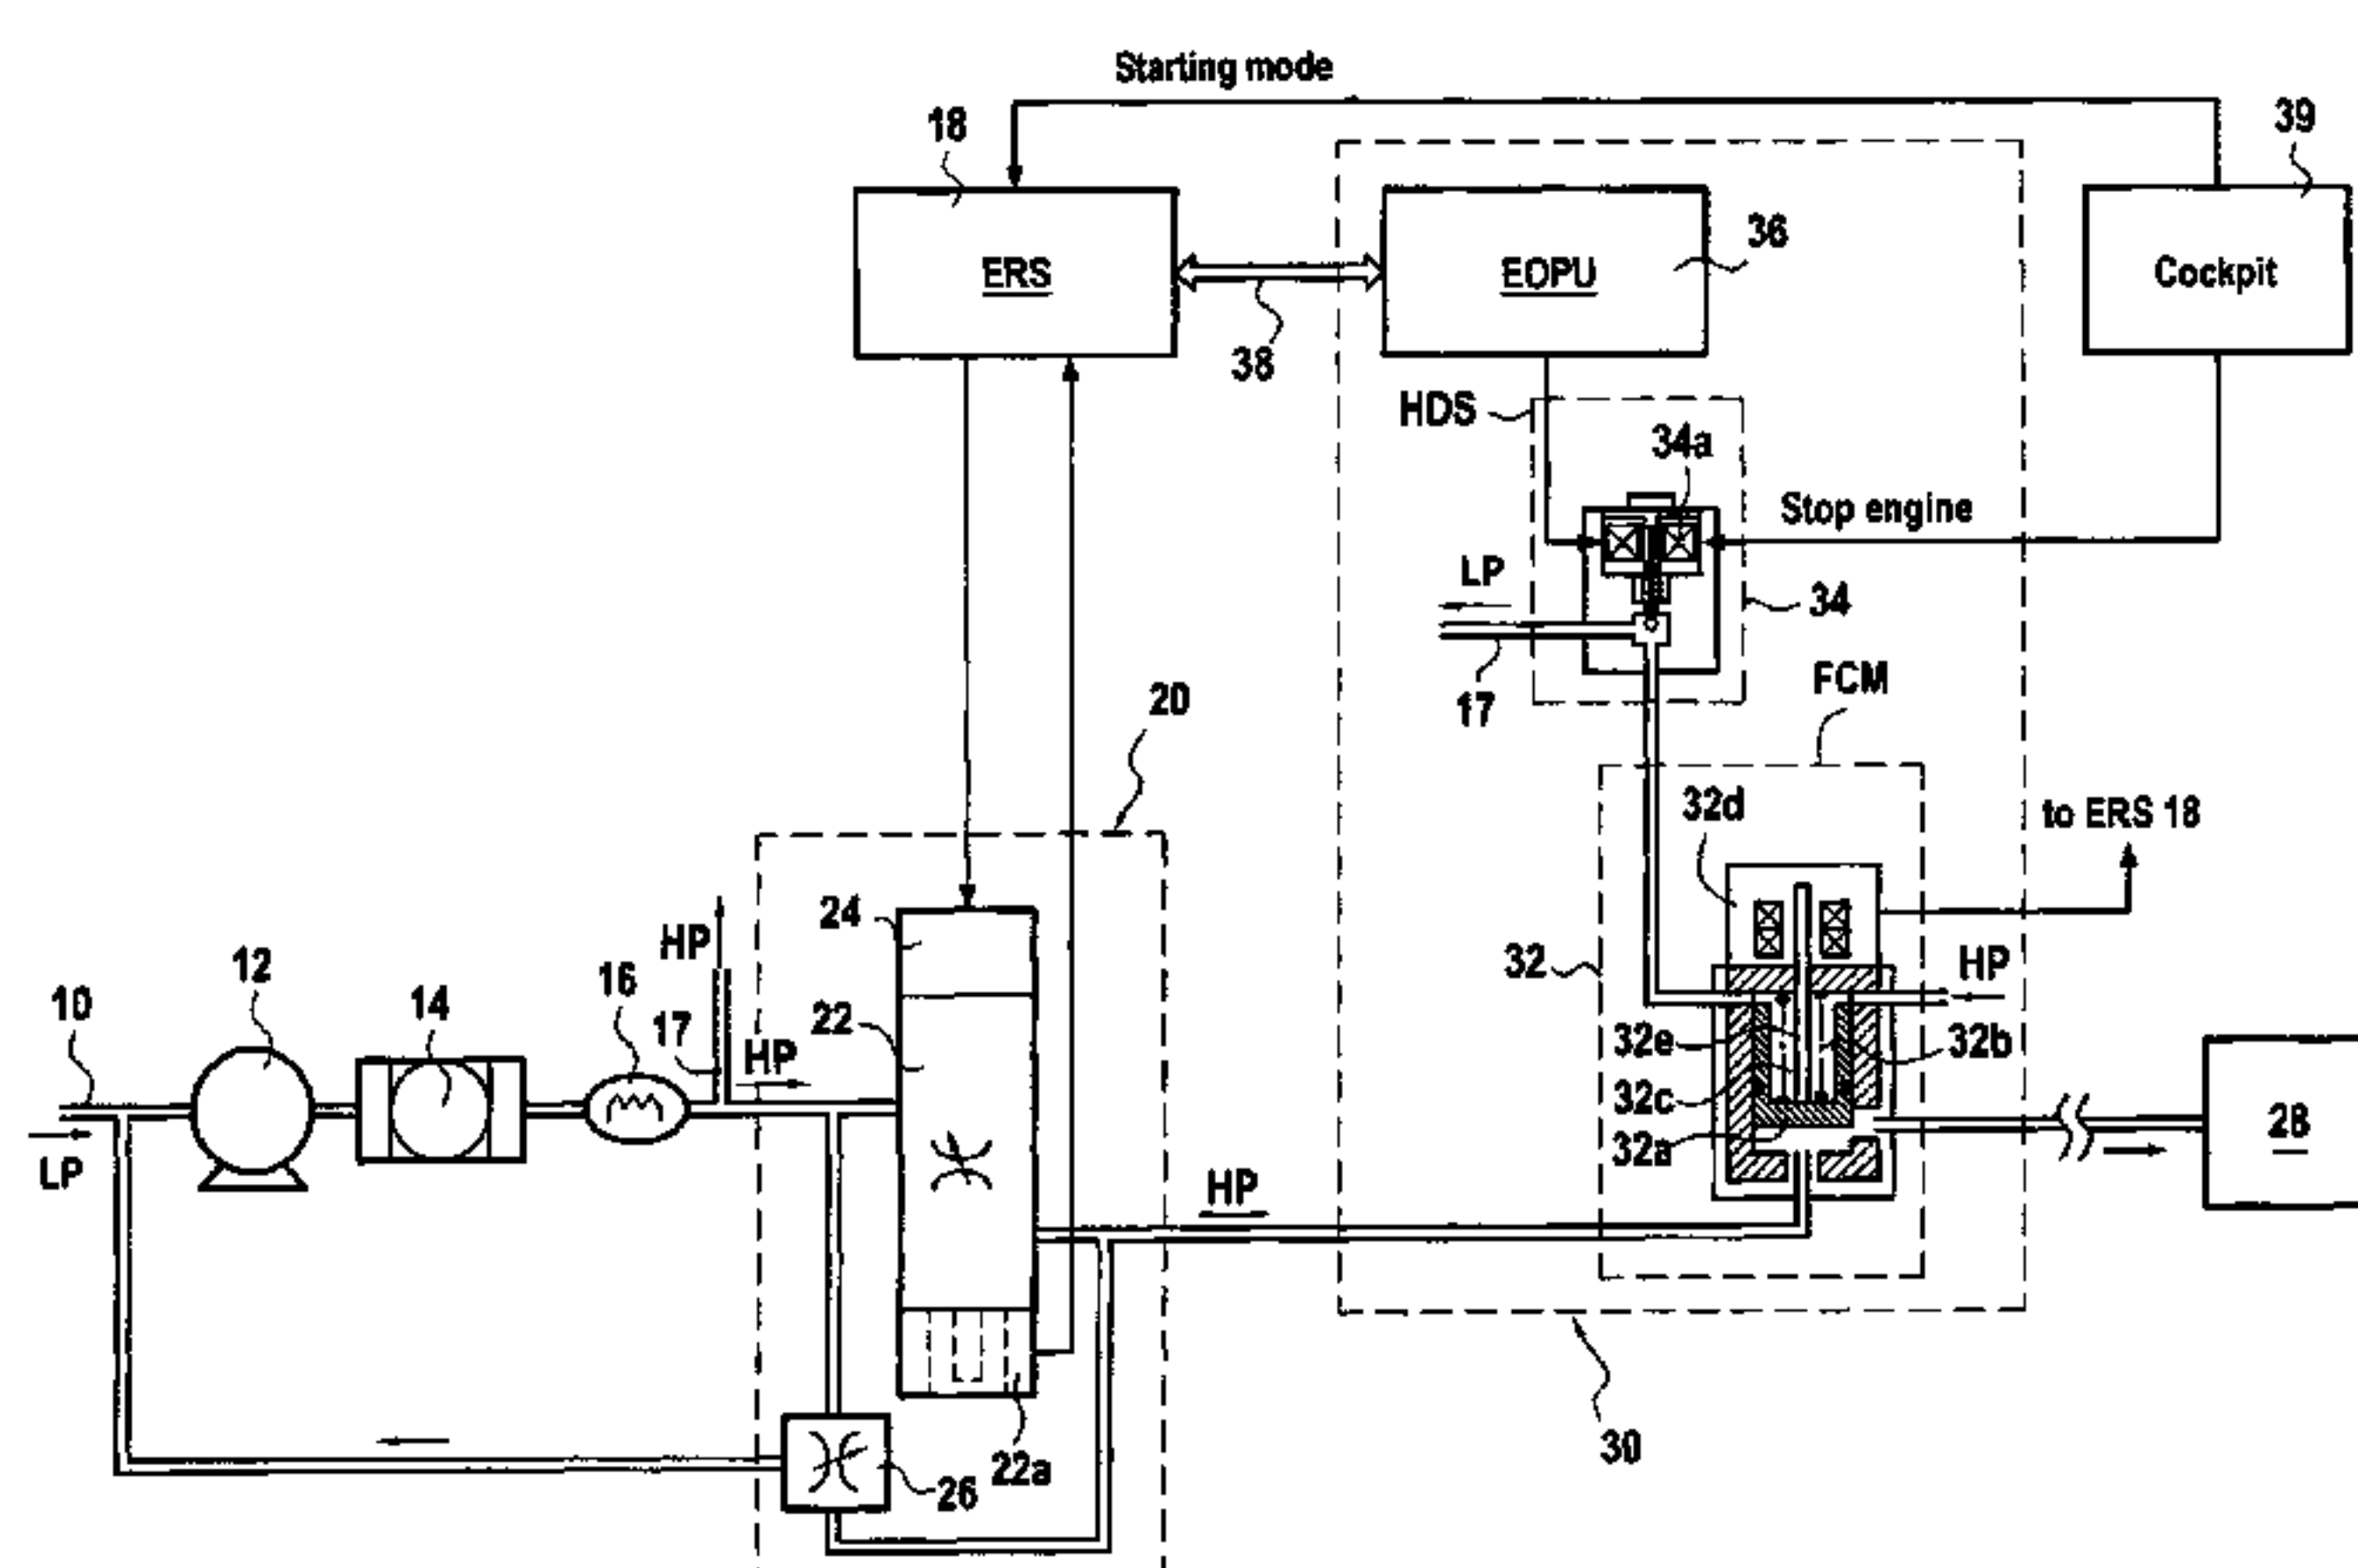 Starting mode
18
39
36
ERS
EOPU
Cockpit
38
HDS
34a
Stop engine
LP
34
17
FCM
20
32d
to ERS 18
24
HP
12
16
32
HP
10
14
22
17
HP
32e
32b
32c
28
32a
LP
HP
22a
26
30